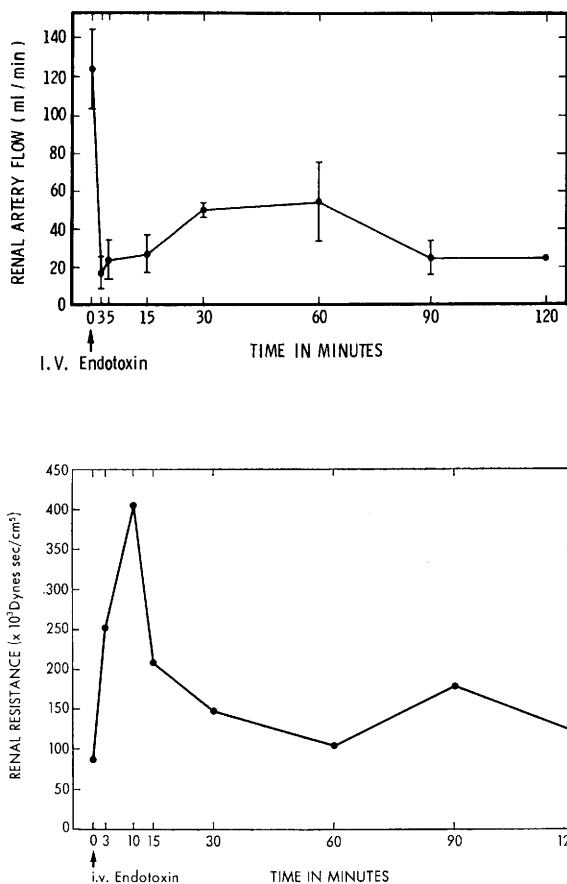 RENAL ARTERY FLOW (ml/min)
140
120
100
80
60
40
20
0
0 3 5 15 30 60 90 120
I.V. Endotoxin
TIME IN MINUTES
RENAL RESISTANCE (x 10³Dynes sec/cm⁵)
450
400
.350
300
250
200
150
100
50
0
0 3 10 15 30 60 90 12
i.v. Endotoxin
TIME IN MINUTES